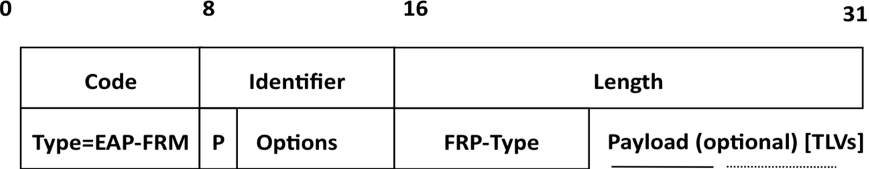 0 8 16 31
Code Identifier Length
Type=EAP-FRM P Options FRP-Type Payload (optional) [TLVs]